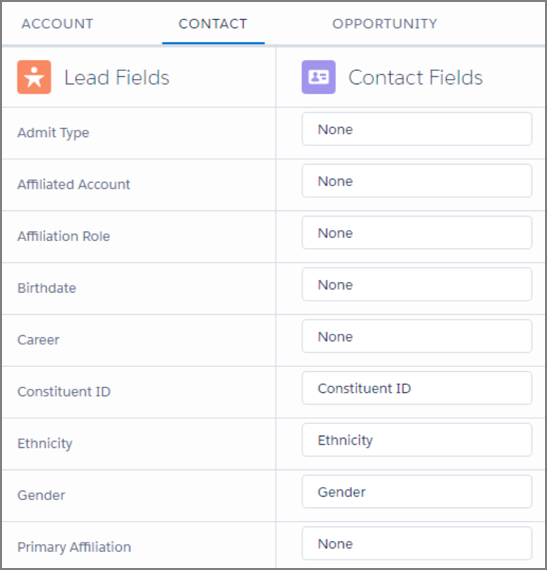 ACCOUNT CONTACT OPPORTUNITY
Lead Fields Contact Fields
Admit Type None
Affiliated Account None
Affiliation Role None
Birthdate None
Career None
Constituent ID Constituent ID
Ethnicity Ethnicity
Gender Gender
Primary Affiliation None